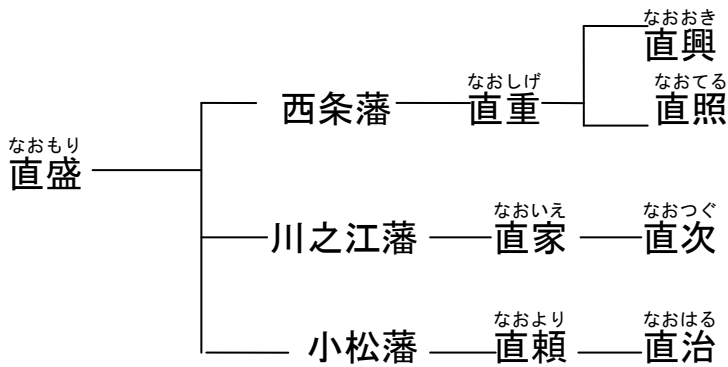 なおおき
直興
なおしげ
なおてる
西条藩 直重 直照
なおもり
直盛
なおいえ なおつぐ
川之江藩 直家 直次
なおより なおはる
小松藩 直頼 直治